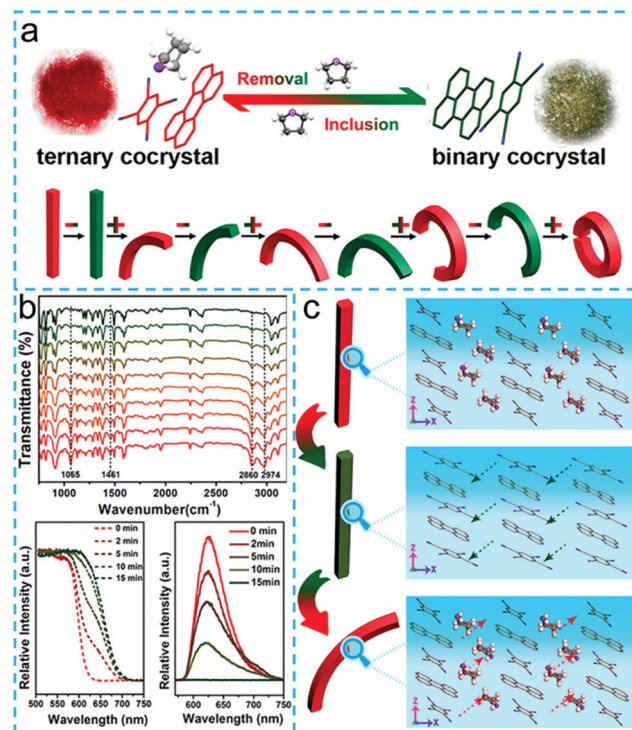 a
Removal
Inclusion
ternary cocrystal
binary cocrystal
- + - + - + - +
b
Transmittance (%)
1065 1461 2860 2974
1000 1500 2000 2500 3000
Wavenumber(cm-1)
Relative Intensity (a.u.)
0 min
2 min
5 min
10 min
15 min
500 550 600 650 700 750
Wavelength (nm)
Relative Intensity (a.u.)
0 min
2min
5min
10 min
15min
600 650 700 750
Wavelength (nm)
c
Z
X
Z
X
Z
X